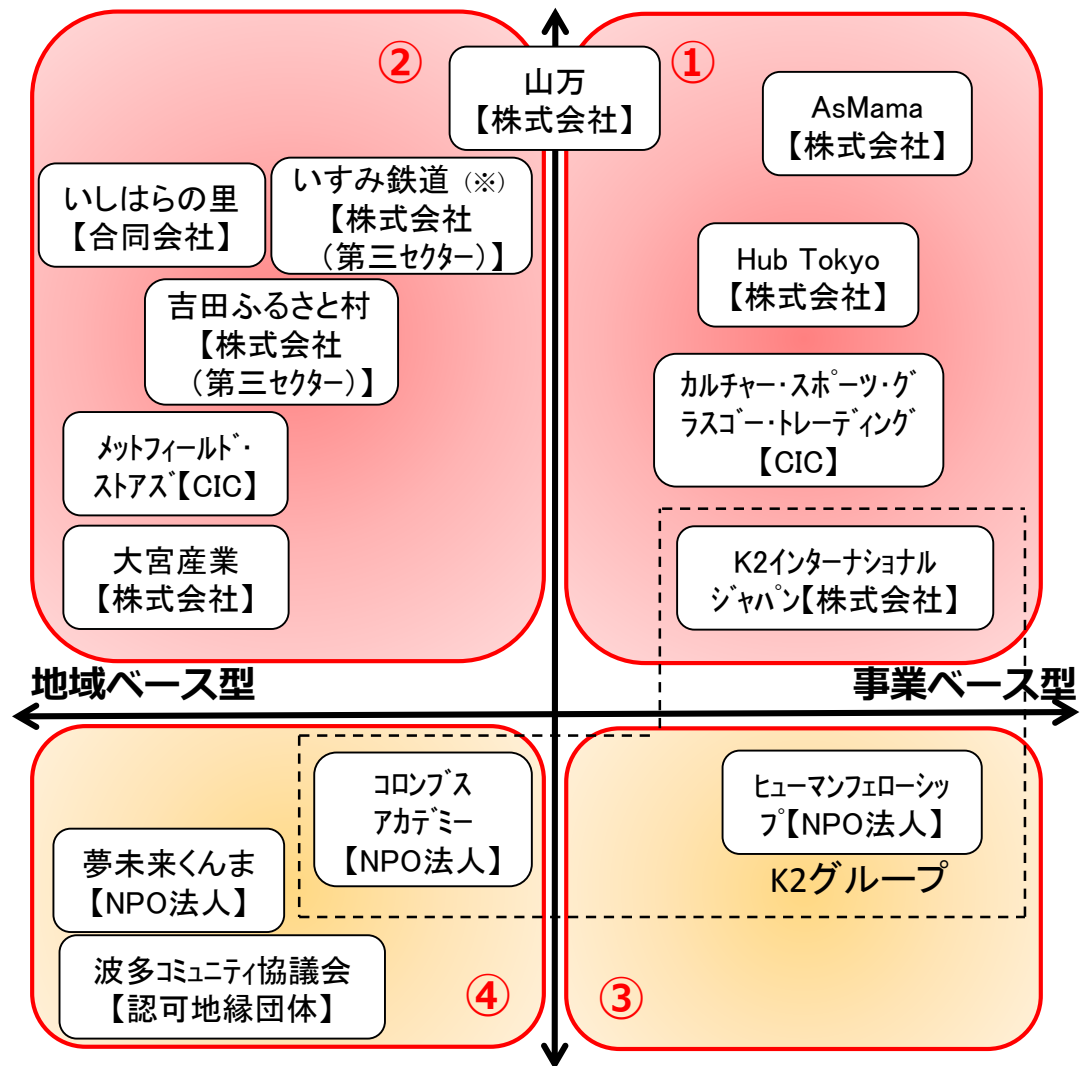 ②
①
山万
【株式会社】
AsMama
【株式会社】
いしはらの里
【合同会社】
いすみ鉄道（※）
【株式会社
（第三ｾｸﾀｰ）】
Hub Tokyo
【株式会社】
吉田ふるさと村
【株式会社
（第三ｾｸﾀｰ）】
ｶﾙﾁｬｰ･ｽﾎﾟｰﾂ･ｸﾞ
ﾗｽｺﾞｰ･ﾄﾚｰﾃﾞｨﾝｸﾞ
【CIC】
ﾒｯﾄﾌｨｰﾙﾄﾞ･
ｽﾄｱｽﾞ【CIC】
大宮産業
【株式会社】
K2ｲﾝﾀｰﾅｼｮﾅﾙ
ｼﾞｬﾊﾟﾝ【株式会社】
地域ベース型
事業ベース型
ｺﾛﾝﾌﾞｽ
ｱｶﾃﾞﾐｰ
【NPO法人】
ﾋｭｰﾏﾝﾌｪﾛｰｼｯ
ﾌﾟ【NPO法人】
夢未来くんま
【NPO法人】
K2グループ
波多ｺﾐｭﾆﾃｨ協議会
【認可地縁団体】
④
③